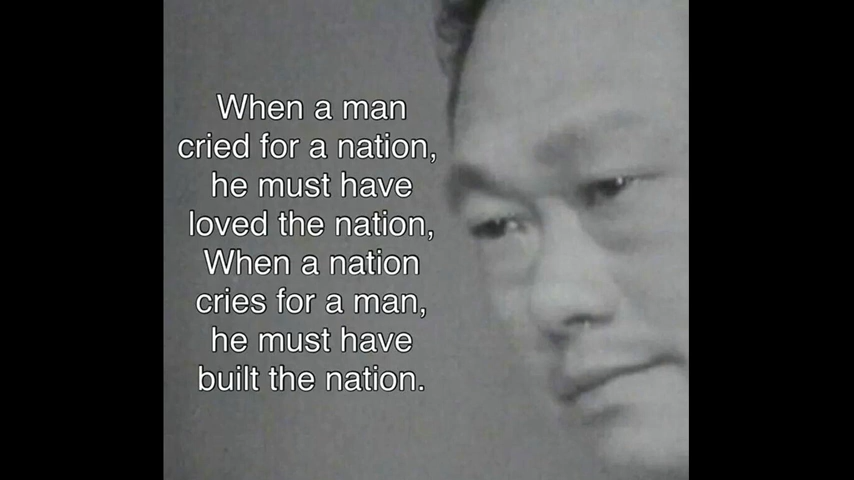 When a man
cried for a nation,
he must have
loved the nation,
When a nation
cries for a man,
he must have
built the nation.